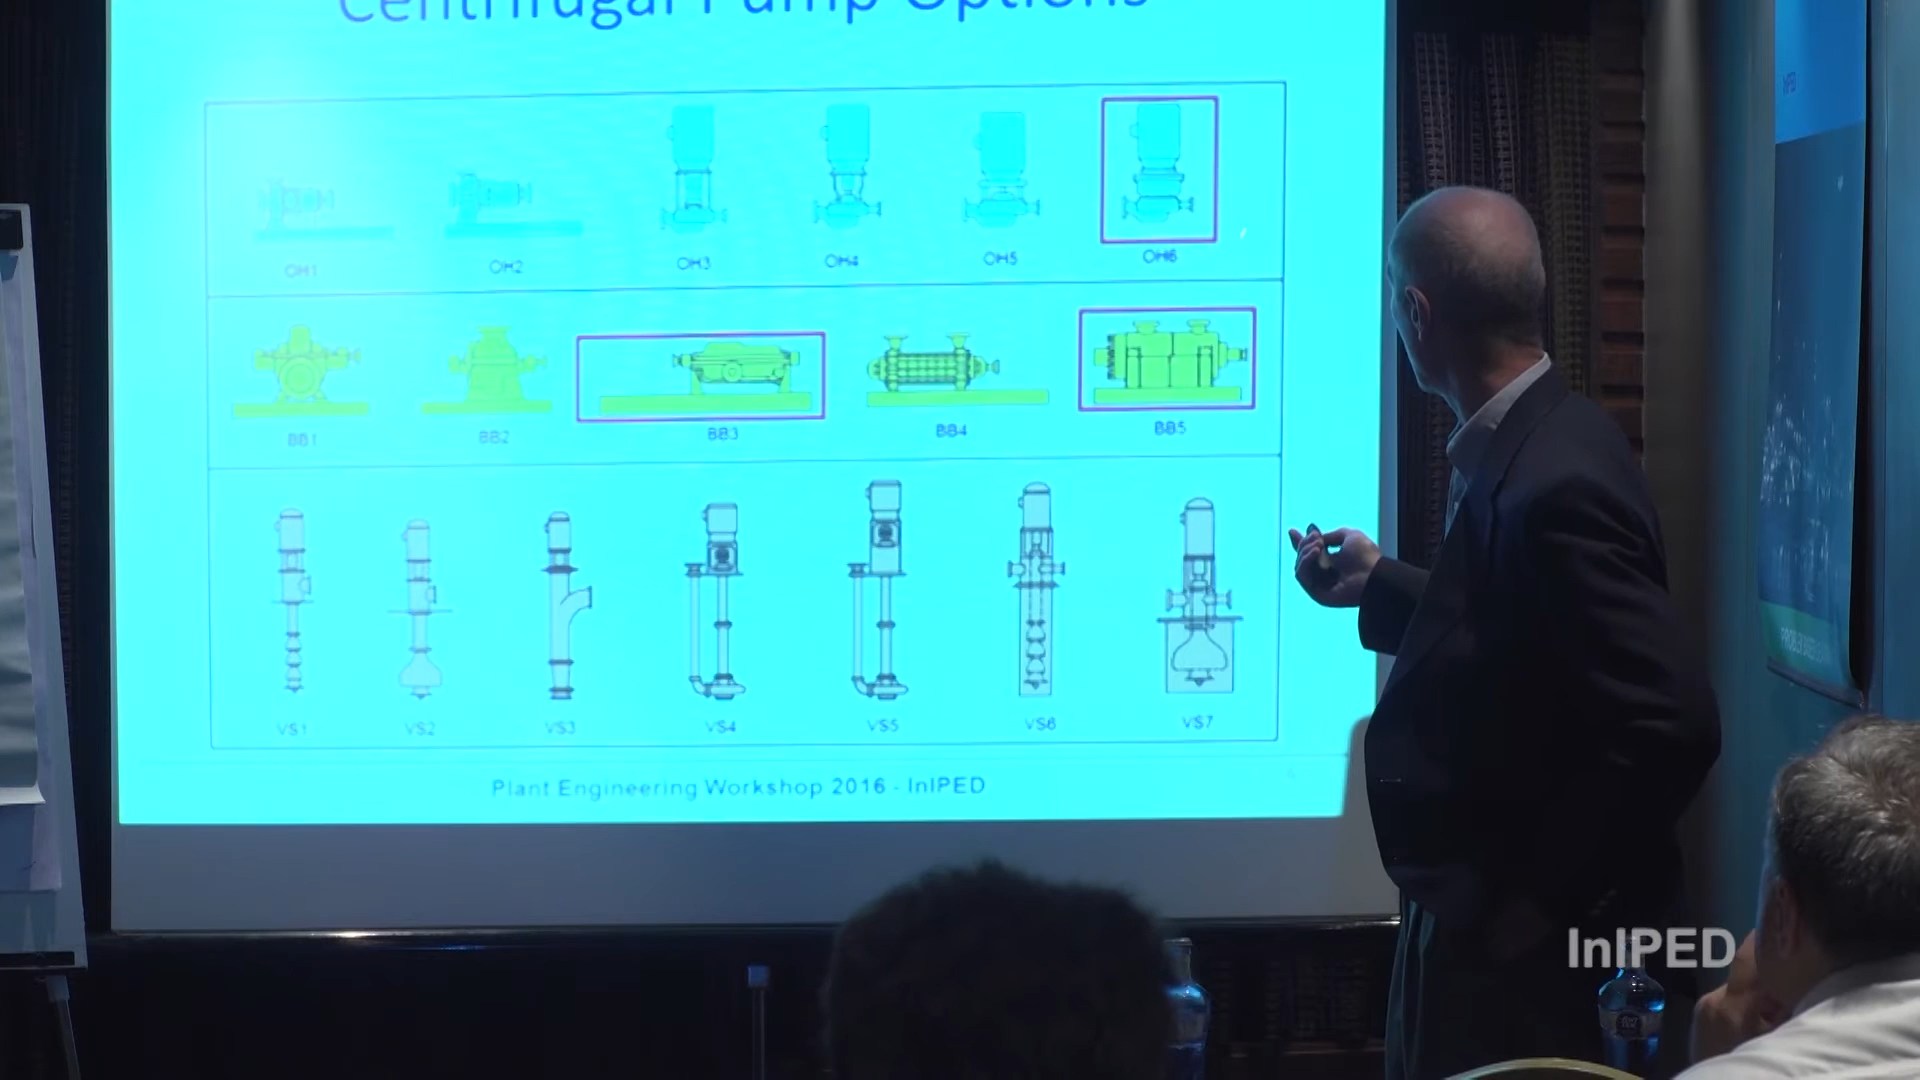 Centrifugal Pump Options
OH1 OH2 OH3 OH4 OH5 OH6
BB1 BB2 BB3 BB4 BB5
VS1 VS2 VS3 VS4 VS5 VS6 VS7
Plant Engineering Workshop 2016 - InIPED
InIPED